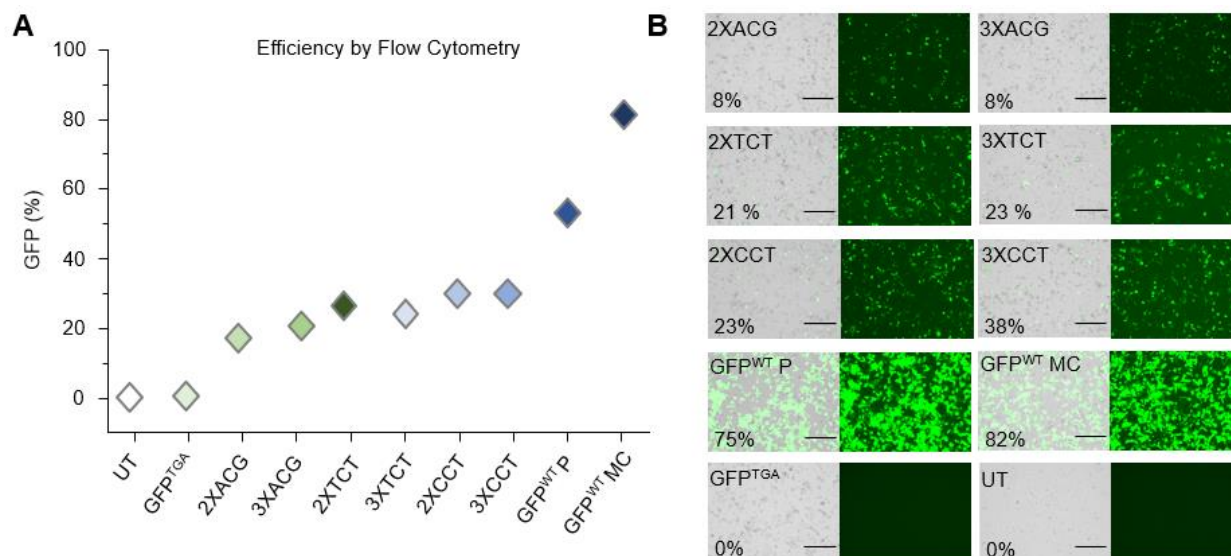 A
Efficiency by Flow Cytometry
100
80
60
40
20
0
GFP (%)
UT
GFPᵀᴳᴬ
2XACG
3XACG
2XTCT
3XTCT
2XCCT
3XCCT
GFPᵂᵀ P
GFPᵂᵀ MC
B
2XACG
8%
3XACG
8%
2XTCT
21 %
3XTCT
23 %
2XCCT
23%
3XCCT
38%
GFPᵂᵀ P
75%
GFPᵂᵀ MC
82%
GFPᵀᴳᴬ
0%
UT
0%